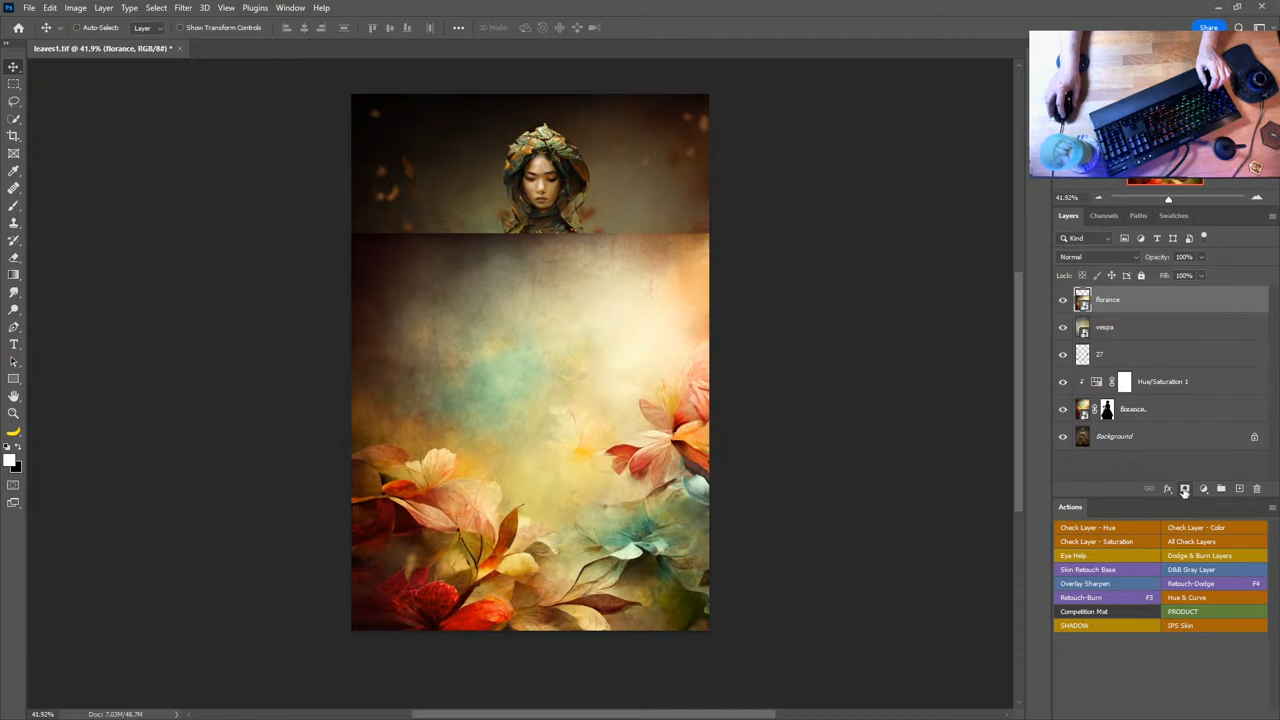 Ps File Edit Image Layer Type Select Filter 3D View Plugins Window Help
Auto-Select: Layer Show Transform Controls 3D Mode: Share
leaves1.tif @ 41.9% (florance, RGB/8#) * ×
41.92%
Layers Channels Paths Swatches
Kind
Normal Opacity: 100%
Lock: Fill: 100%
florance
vespa
27
Hue/Saturation 1
florance.
Background
fx
Actions
Check Layer - Hue Check Layer - Color
Check Layer - Saturation All Check Layers
Eye Help Dodge & Burn Layers
Skin Retouch Base D&B Gray Layer
Overlay Sharpen Retouch-Dodge F4
Retouch-Burn F3 Hue & Curve
Competition Mat PRODUCT
SHADOW IPS Skin
41.92% Doc: 7.03M/48.7M